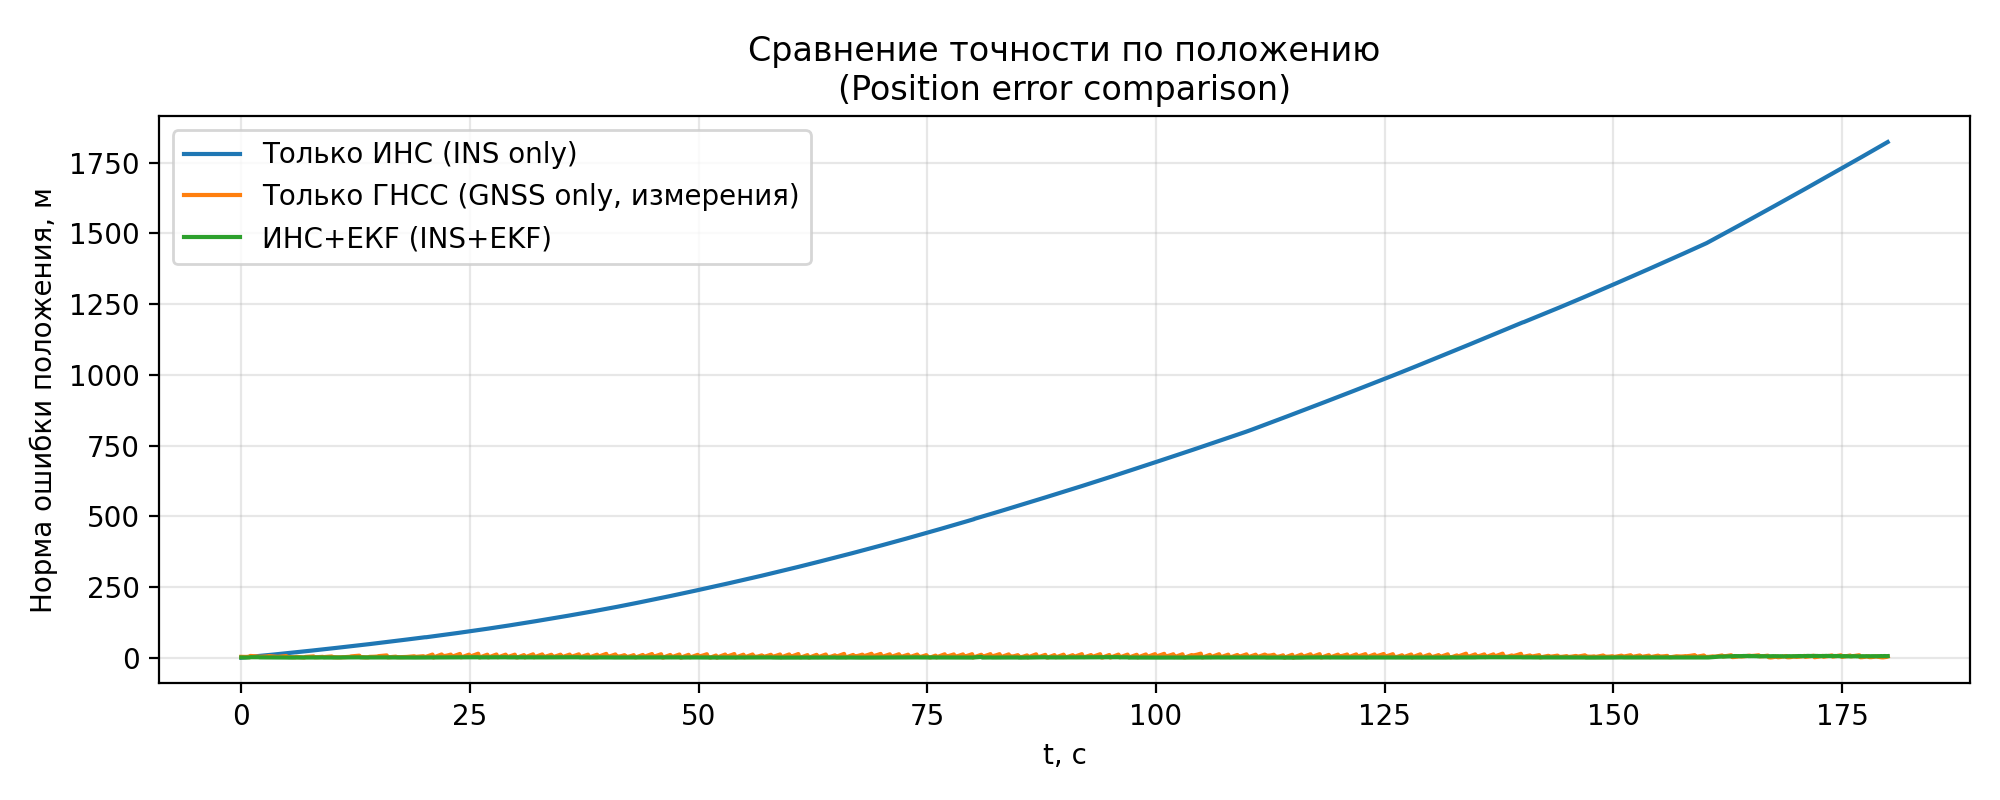 Сравнение точности по положению
(Position error comparison)
Только ИНС (INS only)
Только ГНСС (GNSS only, измерения)
ИНС+EKF (INS+EKF)
Норма ошибки положения, м
1750
1500
1250
1000
750
500
250
0
0
25
50
75
100
125
150
175
t, с